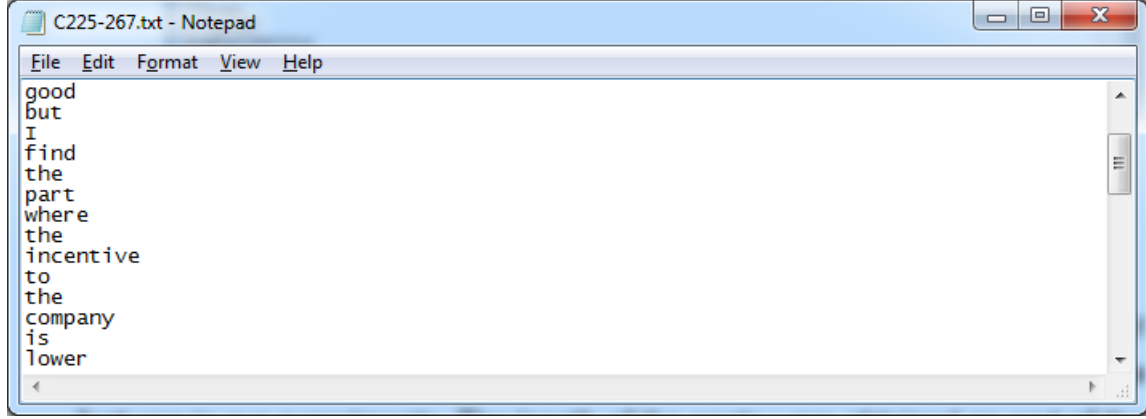 C225-267.txt - Notepad
File Edit Format View Help
good
but
I
find
the
part
where
the
incentive
to
the
company
is
lower